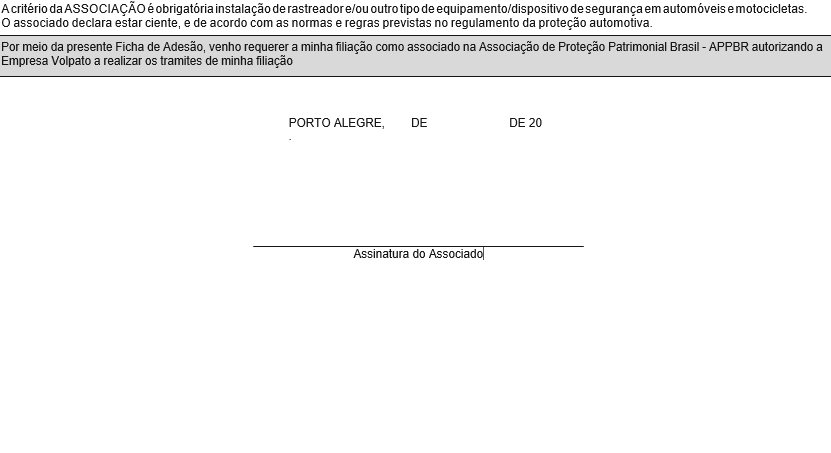 A critério da ASSOCIAÇÃO é obrigatória instalação de rastreador e/ou outro tipo de equipamento/dispositivo de segurança em automóveis e motocicletas.
O associado declara estar ciente, e de acordo com as normas e regras previstas no regulamento da proteção automotiva.
Por meio da presente Ficha de Adesão, venho requerer a minha filiação como associado na Associação de Proteção Patrimonial Brasil - APPBR autorizando a
Empresa Volpato a realizar os tramites de minha filiação
PORTO ALEGRE, DE DE 20
.
Assinatura do Associado